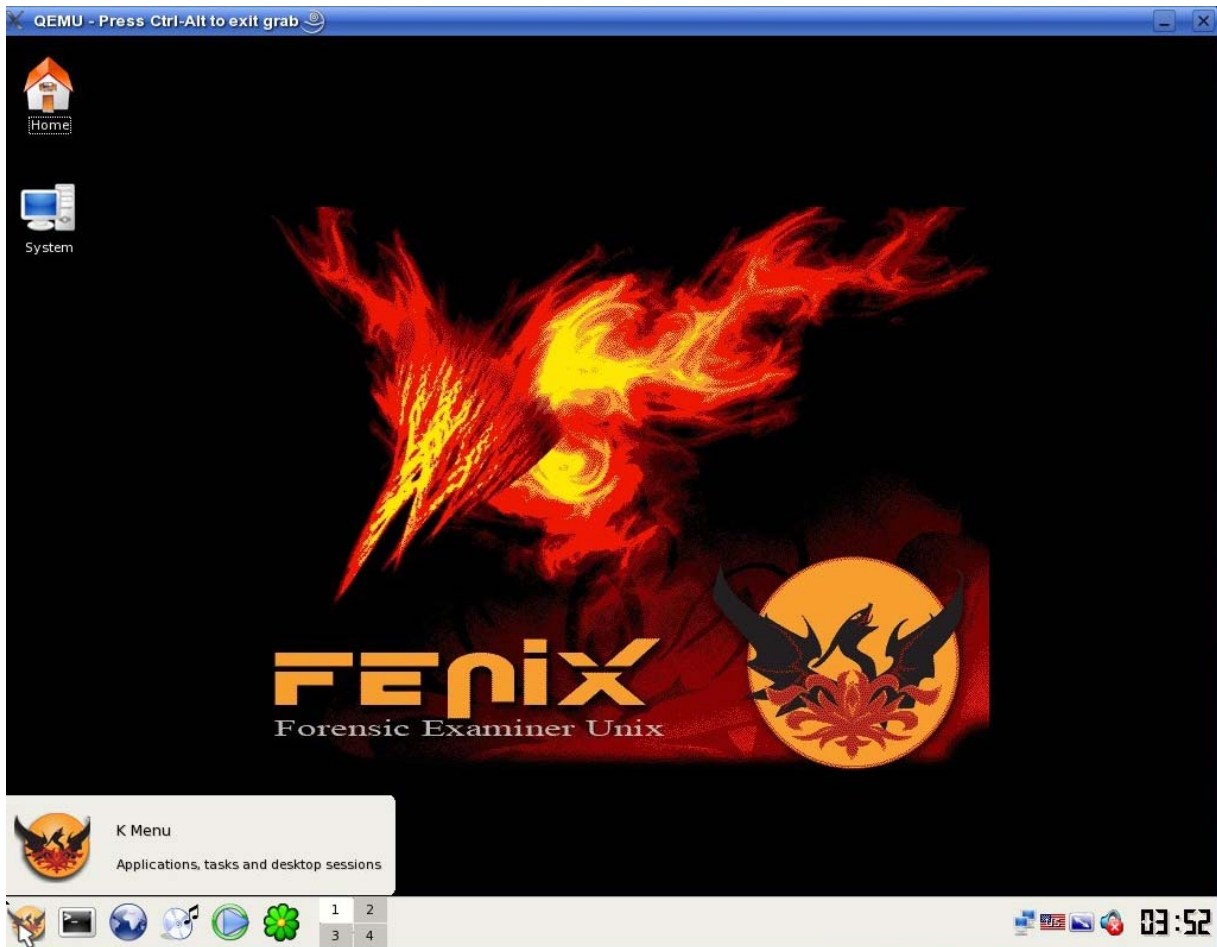 QEMU - Press Ctrl-Alt to exit grab
Home
System
FEniX
Forensic Examiner Unix
K Menu
Applications, tasks and desktop sessions
1 2
3 4
US
03:52